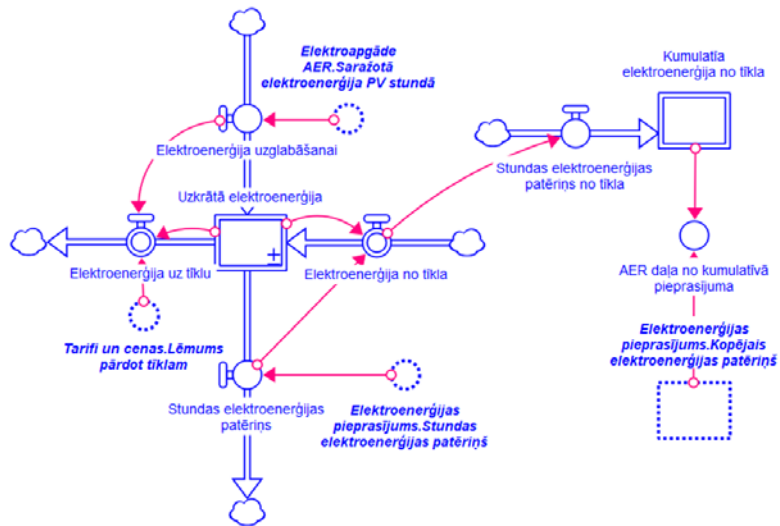 Elektroapgāde
AER.Saražotā
elektroenerģija PV stundā
Kumulatīa
elektroenerģija no tīkla
Elektroenerģija uzglabāšanai
Stundas elektroenerģijas
patēriņs no tīkla
Uzkrātā elektroenerģija
Elektroenerģija uz tīklu
Elektroenerģija no tīkla
AER daļa no kumulatīvā
pieprasījuma
Tarifi un cenas.Lēmums
pārdot tīklam
Elektroenerģijas
pieprasījums.Kopējais
elektroenerģijas patēriņš
Stundas elektroenerģijas
patēriņs
Elektroenerģijas
pieprasījums.Stundas
elektroenerģijas patēriņš